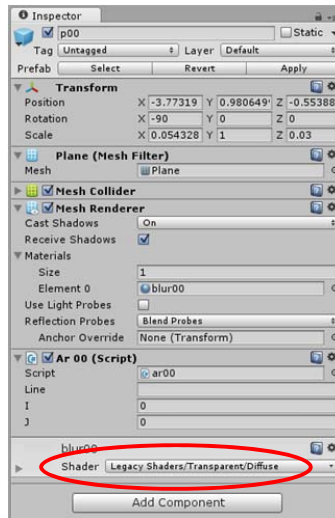 Inspector
p00 Static
Tag Untagged Layer Default
Prefab Select Revert Apply
Transform
Position X -3.77319 Y 0.980649 Z -0.55388
Rotation X -90 Y 0 Z 0
Scale X 0.054328 Y 1 Z 0.03
Plane (Mesh Filter)
Mesh Plane
Mesh Collider
Mesh Renderer
Cast Shadows On
Receive Shadows
Materials
Size 1
Element 0 blur00
Use Light Probes
Reflection Probes Blend Probes
Anchor Override None (Transform)
Ar 00 (Script)
Script ar00
Line
I 0
J 0
blur00
Shader Legacy Shaders/Transparent/Diffuse
Add Component